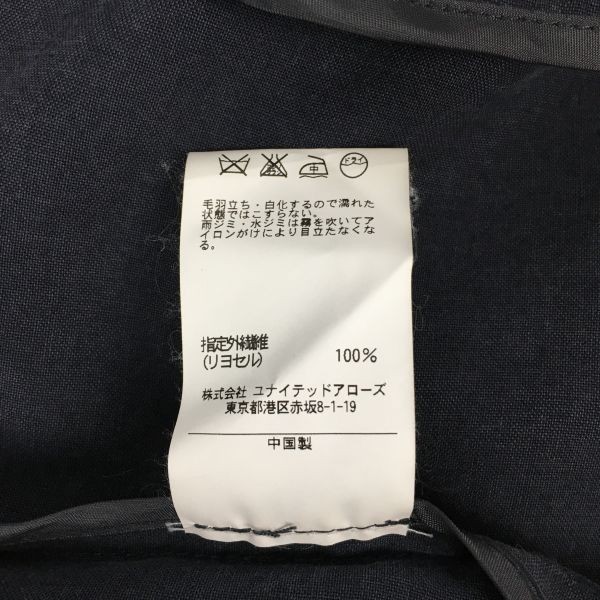 中
ドライ
毛羽立ち・白化するので濡れた
状態ではこすらない。
雨ジミ・水ジミは霧を吹いてア
イロンがけにより目立たなくな
る。
指定外繊維
(リヨセル) 100%
株式会社 ユナイテッドアローズ
東京都港区赤坂8-1-19
中国製